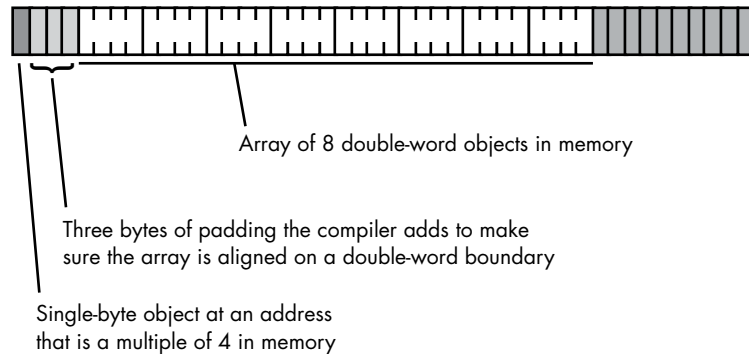 Array of 8 double-word objects in memory
Three bytes of padding the compiler adds to make
sure the array is aligned on a double-word boundary
Single-byte object at an address
that is a multiple of 4 in memory